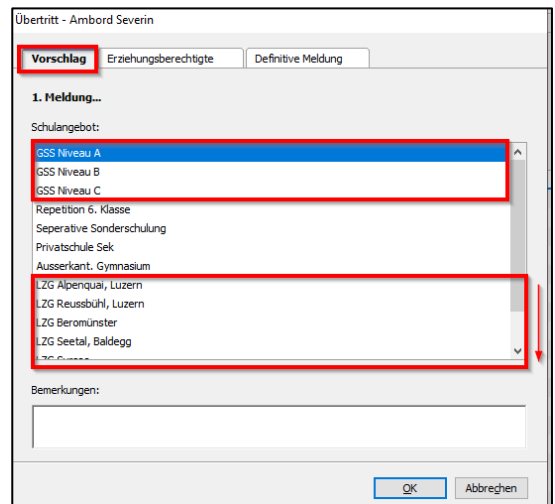 Übertritt - Ambord Severin
Vorschlag Erziehungsberechtigte Definitive Meldung
1. Meldung...
Schulangebot:
GSS Niveau A
GSS Niveau B
GSS Niveau C
Repetition 6. Klasse
Seperative Sonderschulung
Privatschule Sek
Ausserkant. Gymnasium
LZG Alpenquai, Luzern
LZG Reussbühl, Luzern
LZG Beromünster
LZG Seetal, Baldegg
LZG Sursee
Bemerkungen:
OK Abbrechen